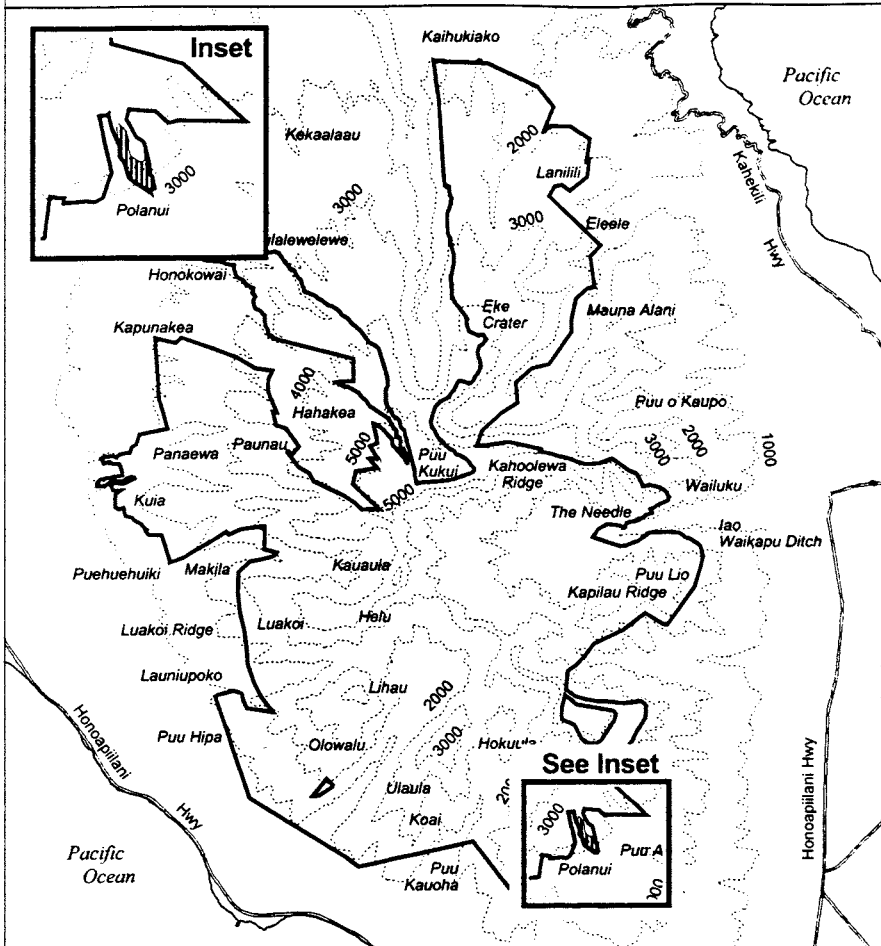 Kaihukiako
Inset
Pacific
Ocean
Kekaalaau
2000
Lanilili
3000
3000
Polanui
3000
Kahekili
Hwy
Eleele
Honokowai
Eke
Crater
Mauna Alani
Kapunakea
4000
Hahakea
Puu o Kaupo
Panaewa
Paunau
5000
Puu
Kukui
Kahoolewa
Ridge
3000
2000
1000
Kuia
5000
Wailuku
The Needle
Iao
Waikapu Ditch
Puehuehuiki
Makila
Kauaula
Puu Lio
Kapilau Ridge
Luakoi Ridge
Luakoi
Helu
Launiupoko
Lihau
2000
Honoapiilani
Hwy
Puu Hipa
Olowalu
3000
See Inset
Ulaula
Koai
3000
Puu A
Polanui
Puu
Kauoha
Pacific
Ocean
Honoapiilani Hwy